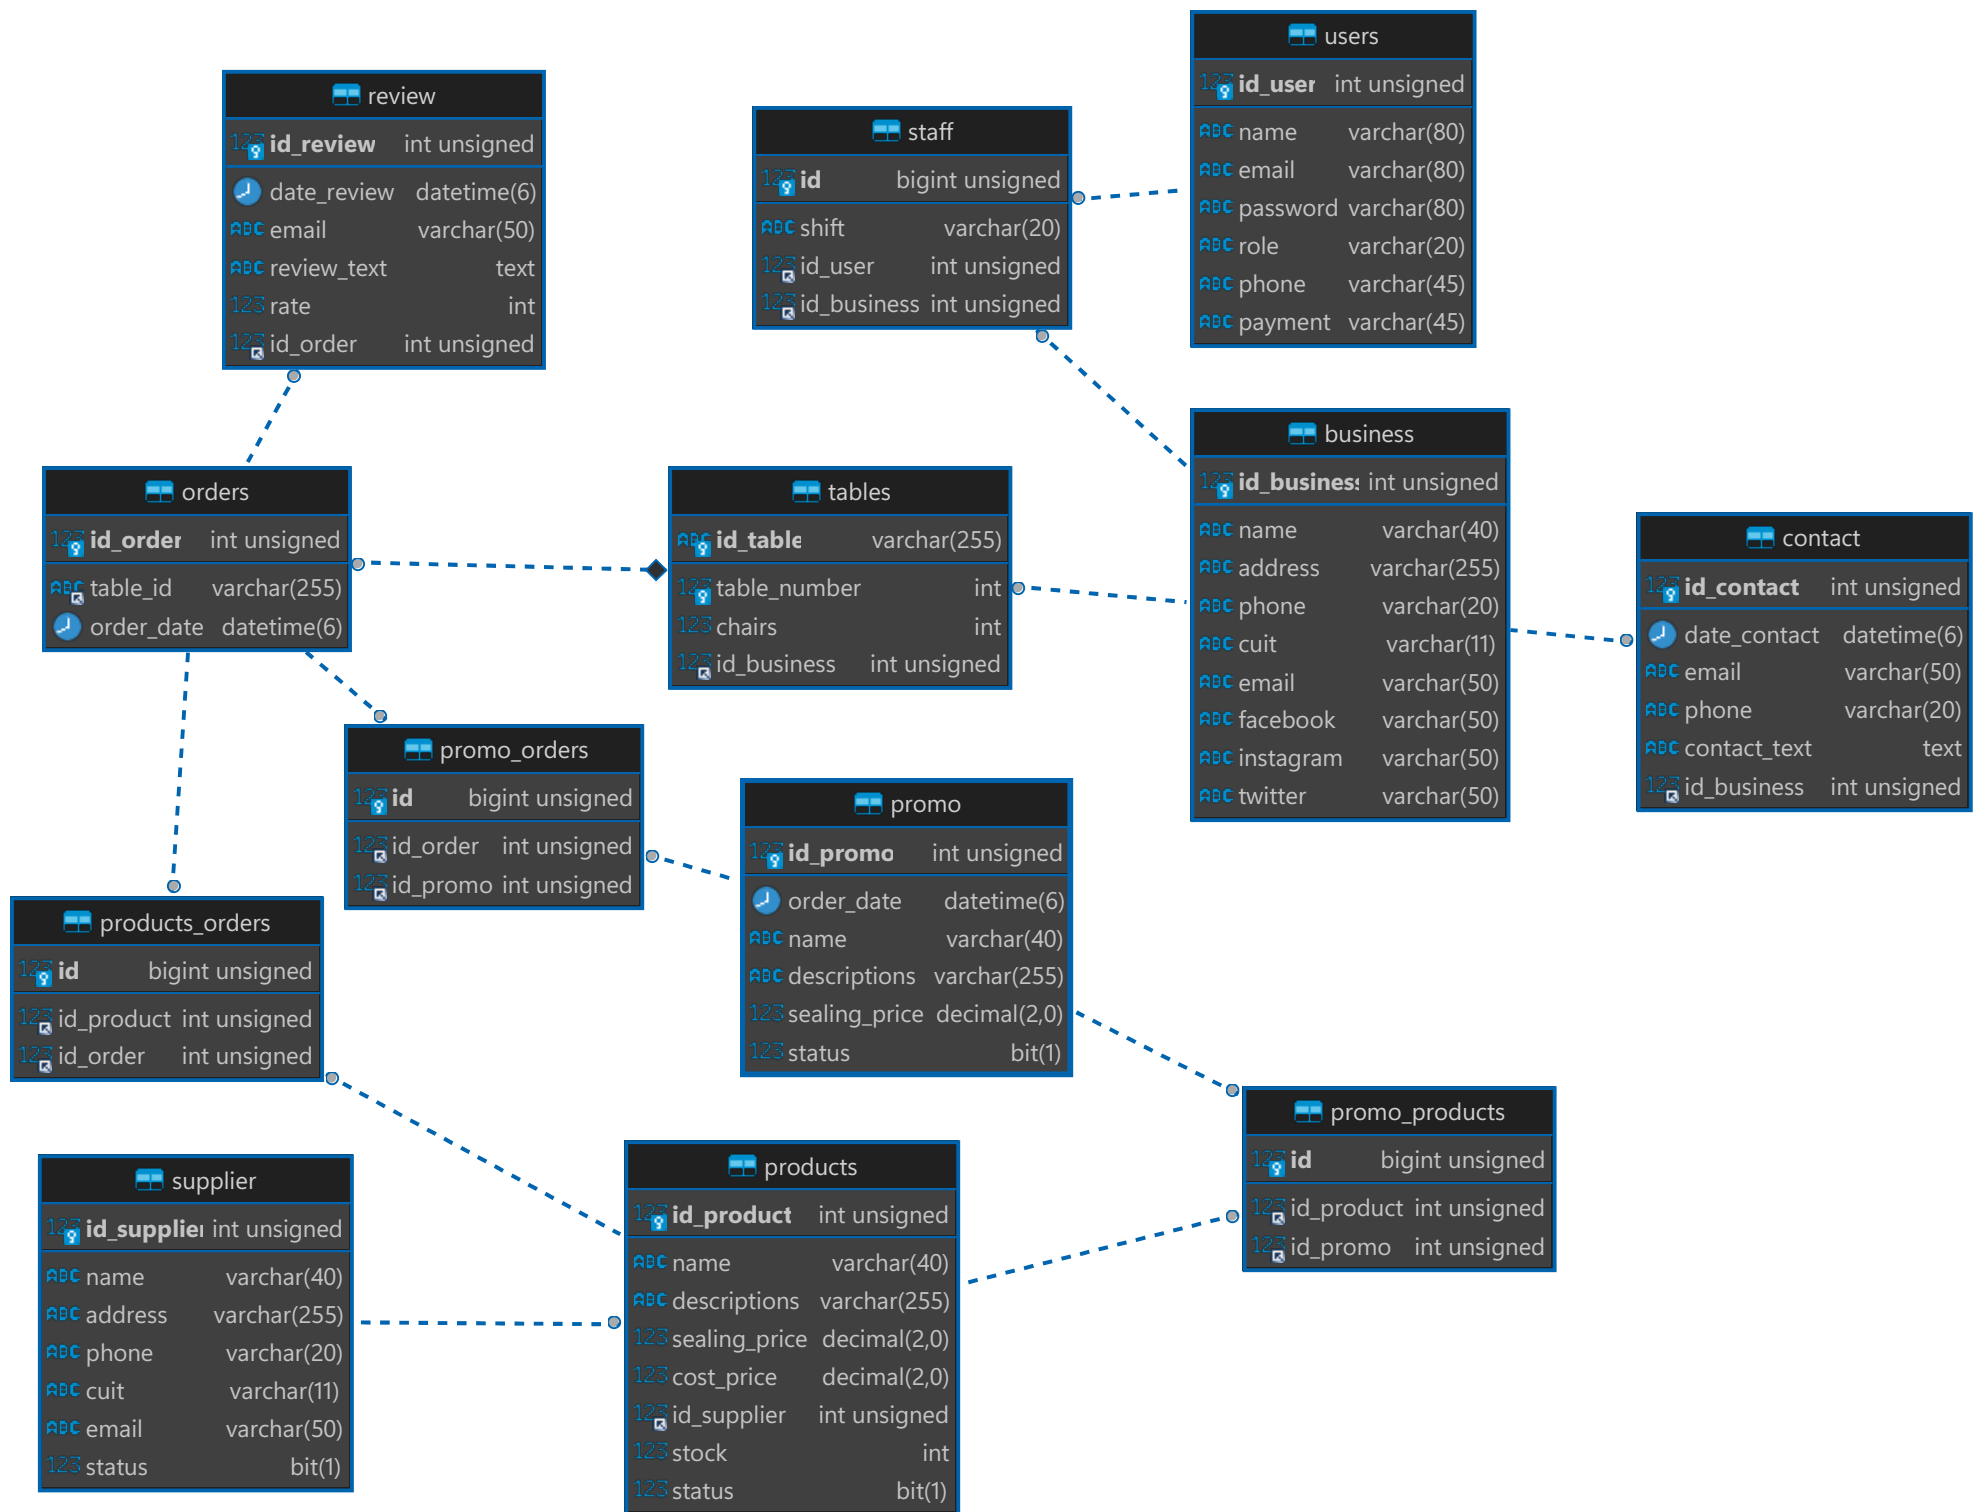 users
id_user int unsigned
name varchar(80)
email varchar(80)
password varchar(80)
role varchar(20)
phone varchar(45)
payment varchar(45)
review
id_review int unsigned
date_review datetime(6)
email varchar(50)
review_text text
rate int
id_order int unsigned
staff
id bigint unsigned
shift varchar(20)
id_user int unsigned
id_business int unsigned
business
id_business int unsigned
name varchar(40)
address varchar(255)
phone varchar(20)
cuit varchar(11)
email varchar(50)
facebook varchar(50)
instagram varchar(50)
twitter varchar(50)
orders
id_order int unsigned
table_id varchar(255)
order_date datetime(6)
tables
id_table varchar(255)
table_number int
chairs int
id_business int unsigned
contact
id_contact int unsigned
date_contact datetime(6)
email varchar(50)
phone varchar(20)
contact_text text
id_business int unsigned
promo_orders
id bigint unsigned
id_order int unsigned
id_promo int unsigned
promo
id_promo int unsigned
order_date datetime(6)
name varchar(40)
descriptions varchar(255)
sealing_price decimal(2,0)
status bit(1)
products_orders
id bigint unsigned
id_product int unsigned
id_order int unsigned
promo_products
id bigint unsigned
id_product int unsigned
id_promo int unsigned
supplier
id_supplier int unsigned
name varchar(40)
address varchar(255)
phone varchar(20)
cuit varchar(11)
email varchar(50)
status bit(1)
products
id_product int unsigned
name varchar(40)
descriptions varchar(255)
sealing_price decimal(2,0)
cost_price decimal(2,0)
id_supplier int unsigned
stock int
status bit(1)